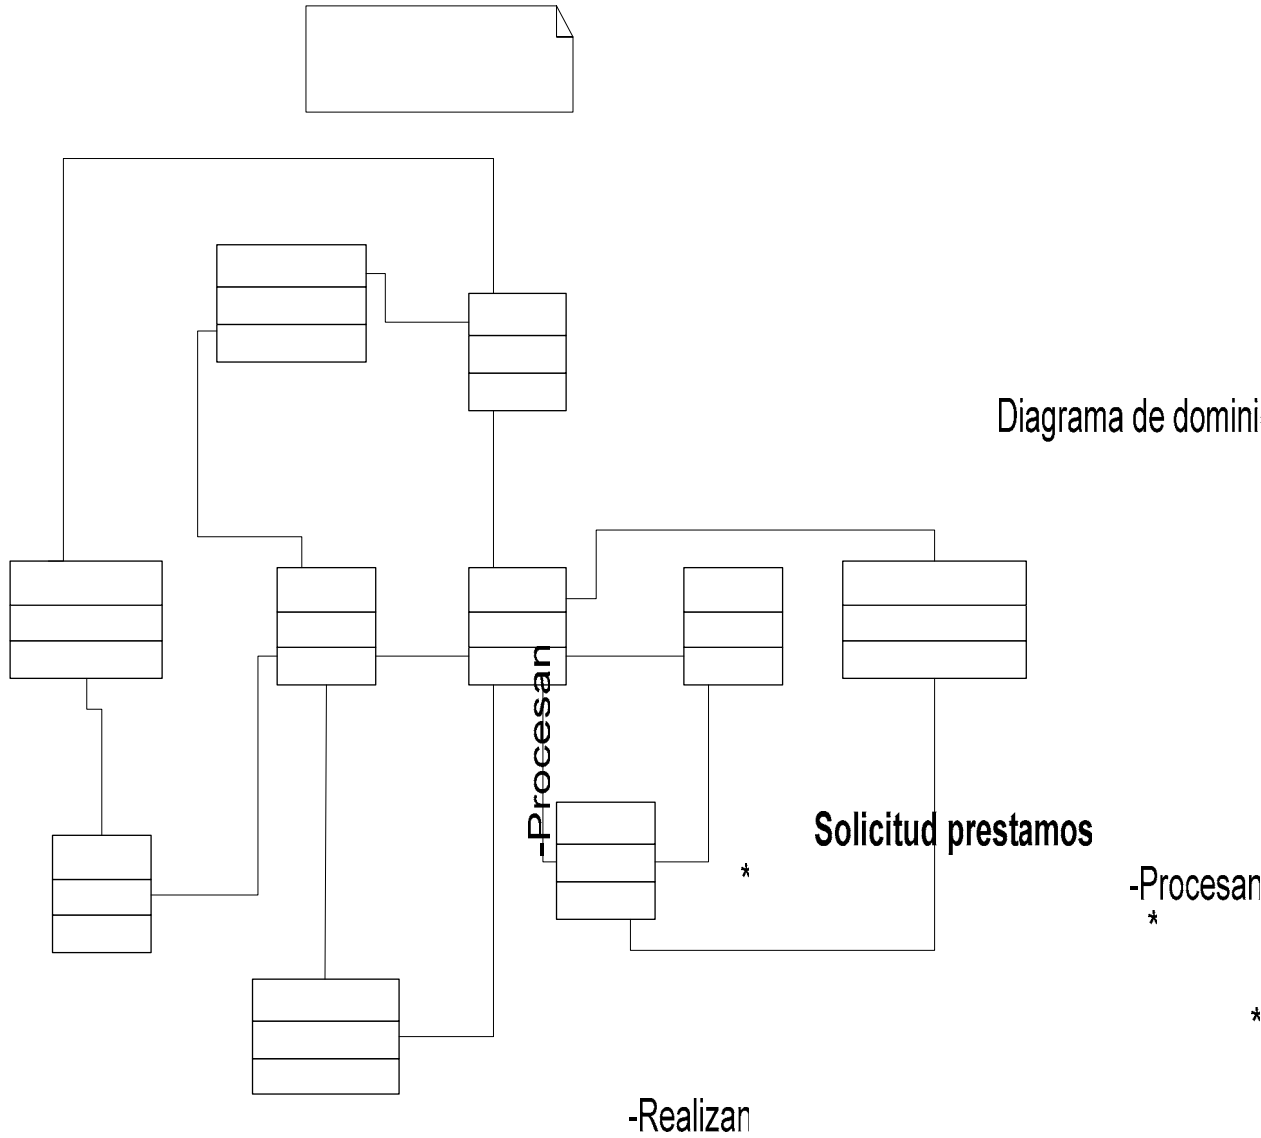 Diagrama de domini
-Procesan
Solicitud prestamos
*
-Procesan
*
*
-Realizan